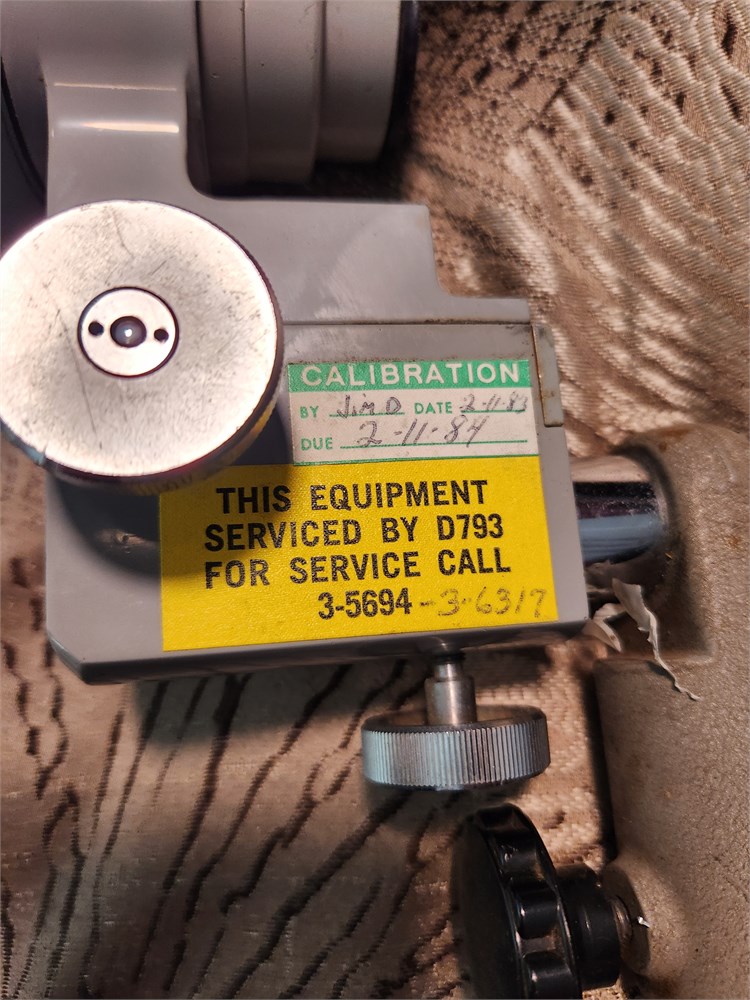 CALIBRATION
BY Jim D DATE 2-11-83
DUE 2-11-84
THIS EQUIPMENT
SERVICED BY D793
FOR SERVICE CALL
3-5694-3-6317